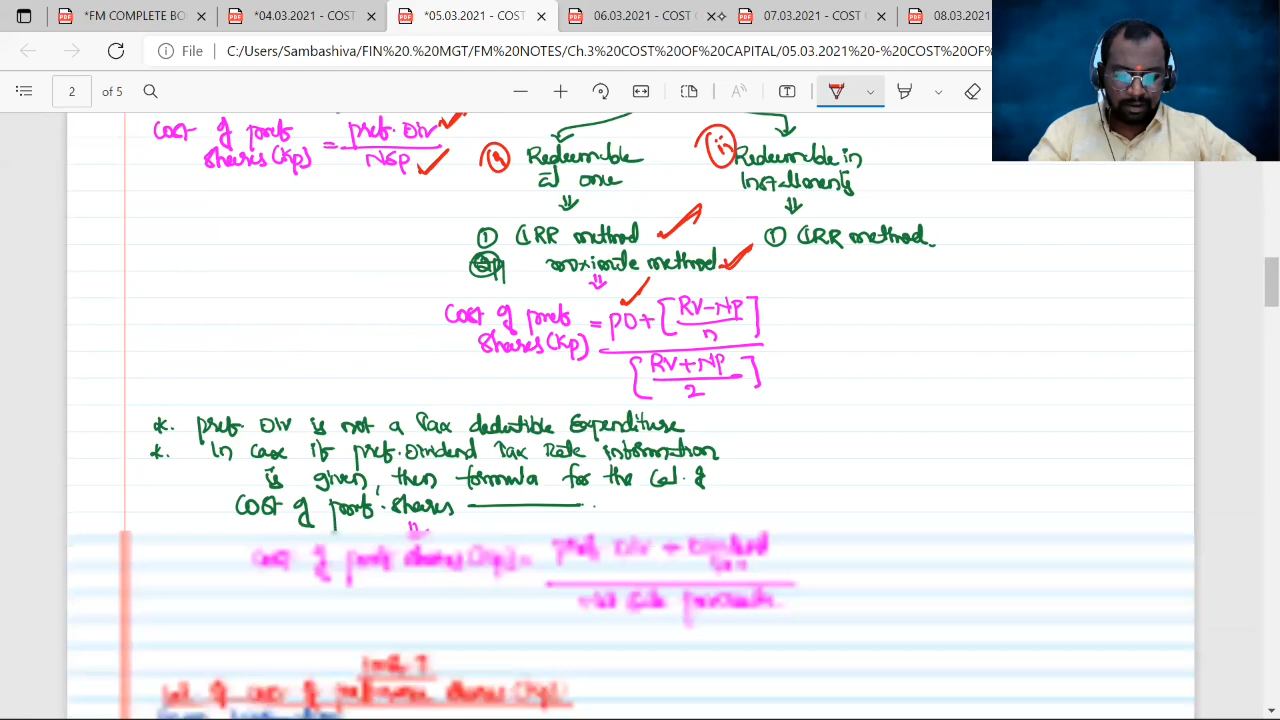 *FM COMPLETE BO
*04.03.2021 - COST
*05.03.2021 - COST
06.03.2021 - COST C
07.03.2021 - COST
08.03.2021
File C:/Users/Sambashiva/FIN%20.%20MGT/FM%20NOTES/Ch.3%20COST%20OF%20CAPITAL/05.03.2021%20-%20COST%20OF%
2 of 5
Cost of pref. shares (Kp) = pref. Div / NSP
(i) Redeemable at once
(ii) Redeemable in Installments
① IRR method
① IRR method.
approximate method
Cost of pref. shares (Kp) = PD + [RV-NP / n] / [RV+NP / 2]
*. pref. Div is not a Tax deductible Expenditure
*. In case if pref. Dividend Tax Rate information
is given, then formula for the cal. of
cost of pref. shares